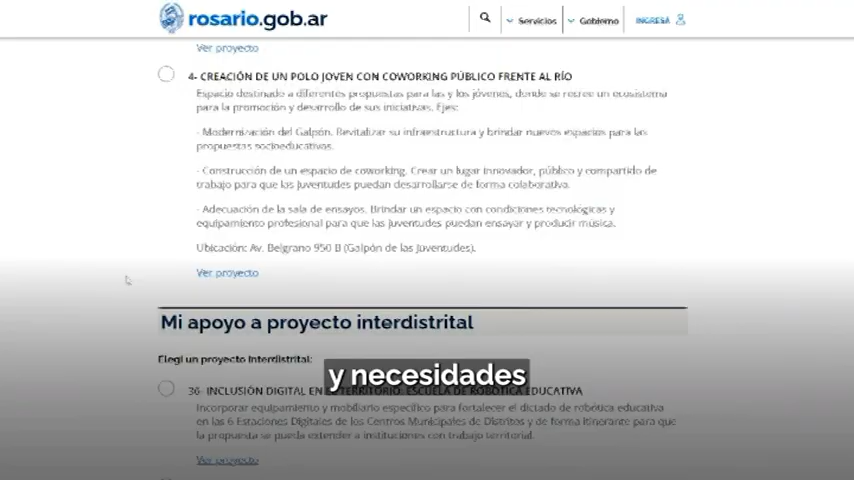 rosario.gob.ar
Servicios
Gobierno
INGRESÁ
Ver proyecto
4- CREACIÓN DE UN POLO JOVEN CON COWORKING PÚBLICO FRENTE AL RÍO
Espacio destinado a diferentes propuestas para las y los jóvenes, donde se recree un ecosistema
para la promoción y desarrollo de sus iniciativas. Ejes:
- Modernización del Galpón. Revitalizar su infraestructura y brindar nuevos espacios para las
propuestas socioeducativas.
- Construcción de un espacio de coworking. Crear un lugar innovador, público y compartido de
trabajo para que las juventudes puedan desarrollarse de forma colaborativa.
- Adecuación de la sala de ensayos. Brindar un espacio con condiciones tecnológicas y
equipamiento profesional para que las juventudes puedan ensayar y producir música.
Ubicación: Av. Belgrano 950 B (Galpón de las Juventudes).
Ver proyecto
Mi apoyo a proyecto interdistrital
Elegí un proyecto interdistrital:
y necesidades
36- INCLUSIÓN DIGITAL EN EL TERRITORIO: ESCUELA DE ROBÓTICA EDUCATIVA
Incorporar equipamiento y mobiliario específico para fortalecer el dictado de robótica educativa
en las 6 Estaciones Digitales de los Centros Municipales de Distritos y de forma itinerante para que
la propuesta se pueda extender a instituciones con trabajo territorial.
Ver proyecto